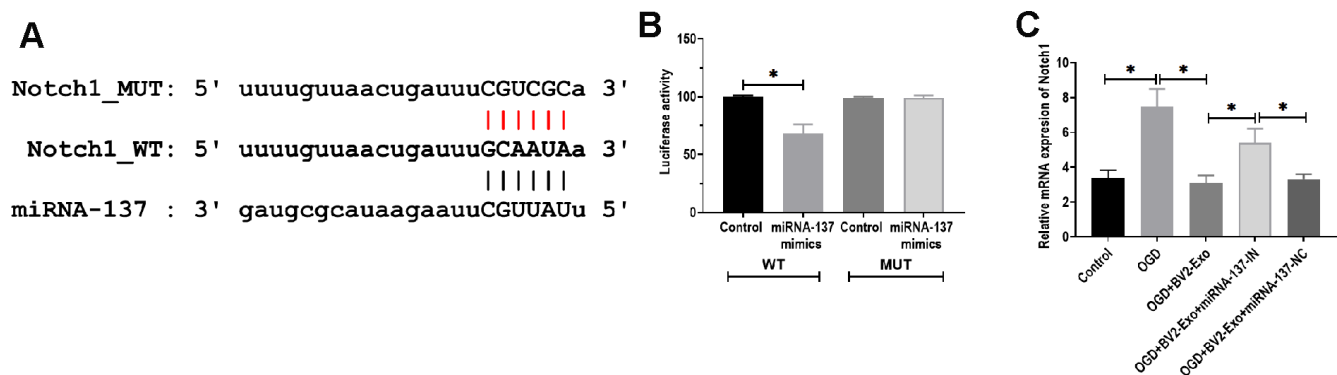 A
Notch1_MUT: 5' uuuuguuaacugauuuCGUCGCa 3'
Notch1_WT: 5' uuuuguuaacugauuuGCAAUAa 3'
miRNA-137 : 3' gaugcgcauaagaauuCGUUAUu 5'
B
Luciferase activity
150
100
50
0
*
Control
miRNA-137 mimics
Control
miRNA-137 mimics
WT
MUT
C
Relative mRNA expresion of Notch1
10
8
6
4
2
0
*
*
*
*
Control
OGD
OGD+BV2-Exo
OGD+BV2-Exo+miRNA-137-IN
OGD+BV2-Exo+miRNA-137-NC